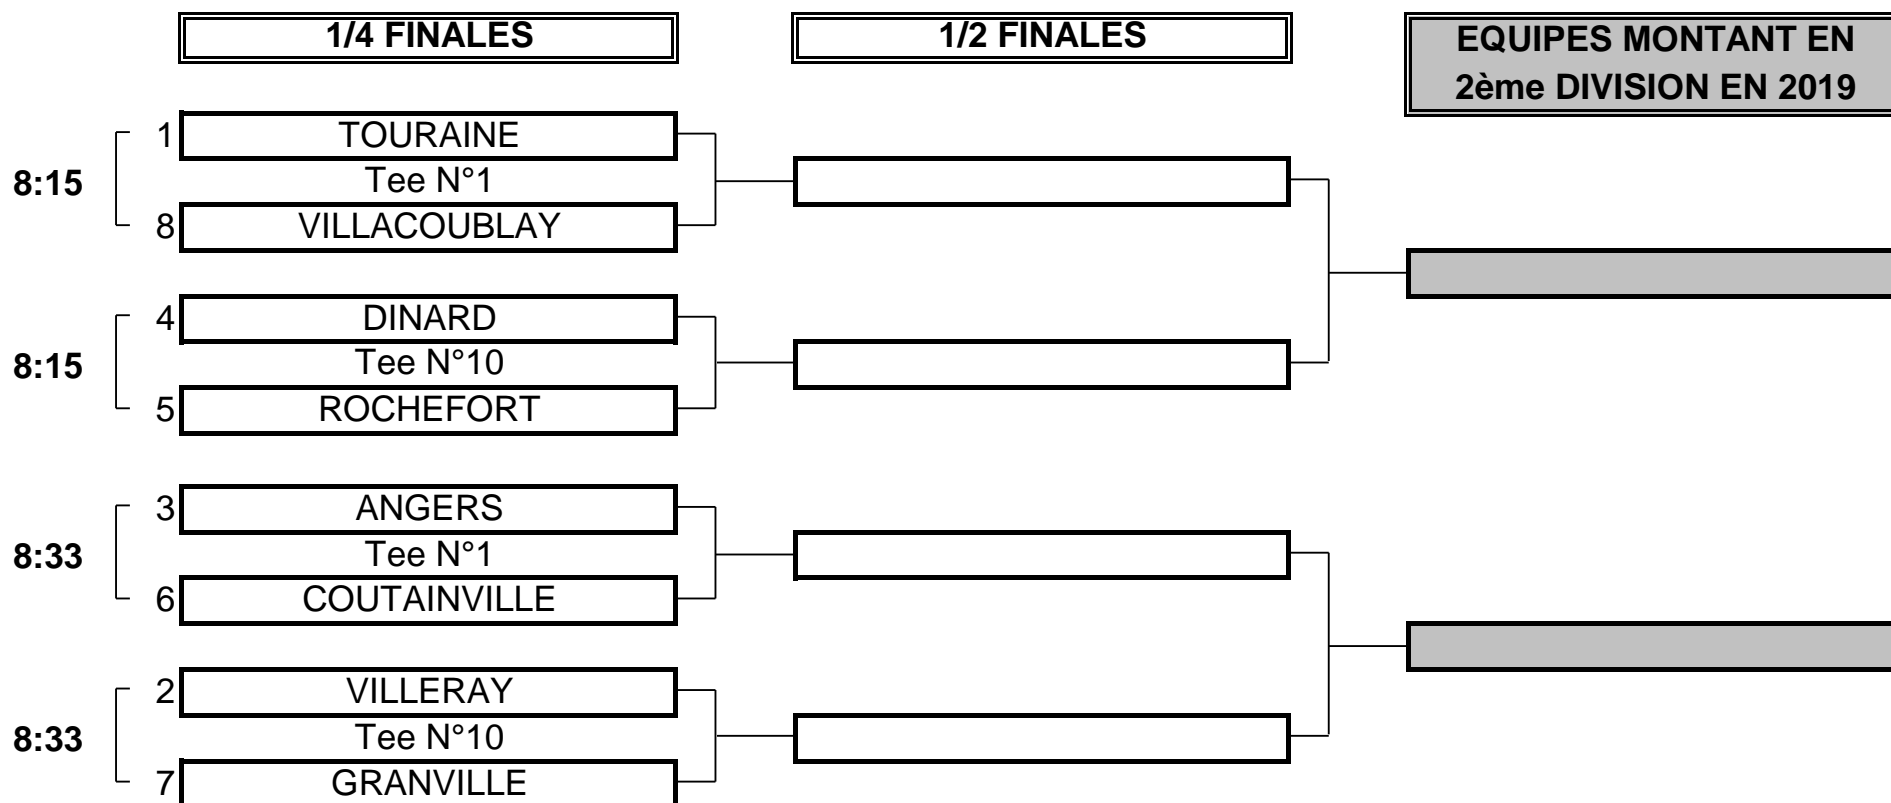 1/4 FINALES
1/2 FINALES
EQUIPES MONTANT EN
2ème DIVISION EN 2019
1 TOURAINE
8:15 Tee N°1
8 VILLACOUBLAY
4 DINARD
8:15 Tee N°10
5 ROCHEFORT
3 ANGERS
8:33 Tee N°1
6 COUTAINVILLE
2 VILLERAY
8:33 Tee N°10
7 GRANVILLE